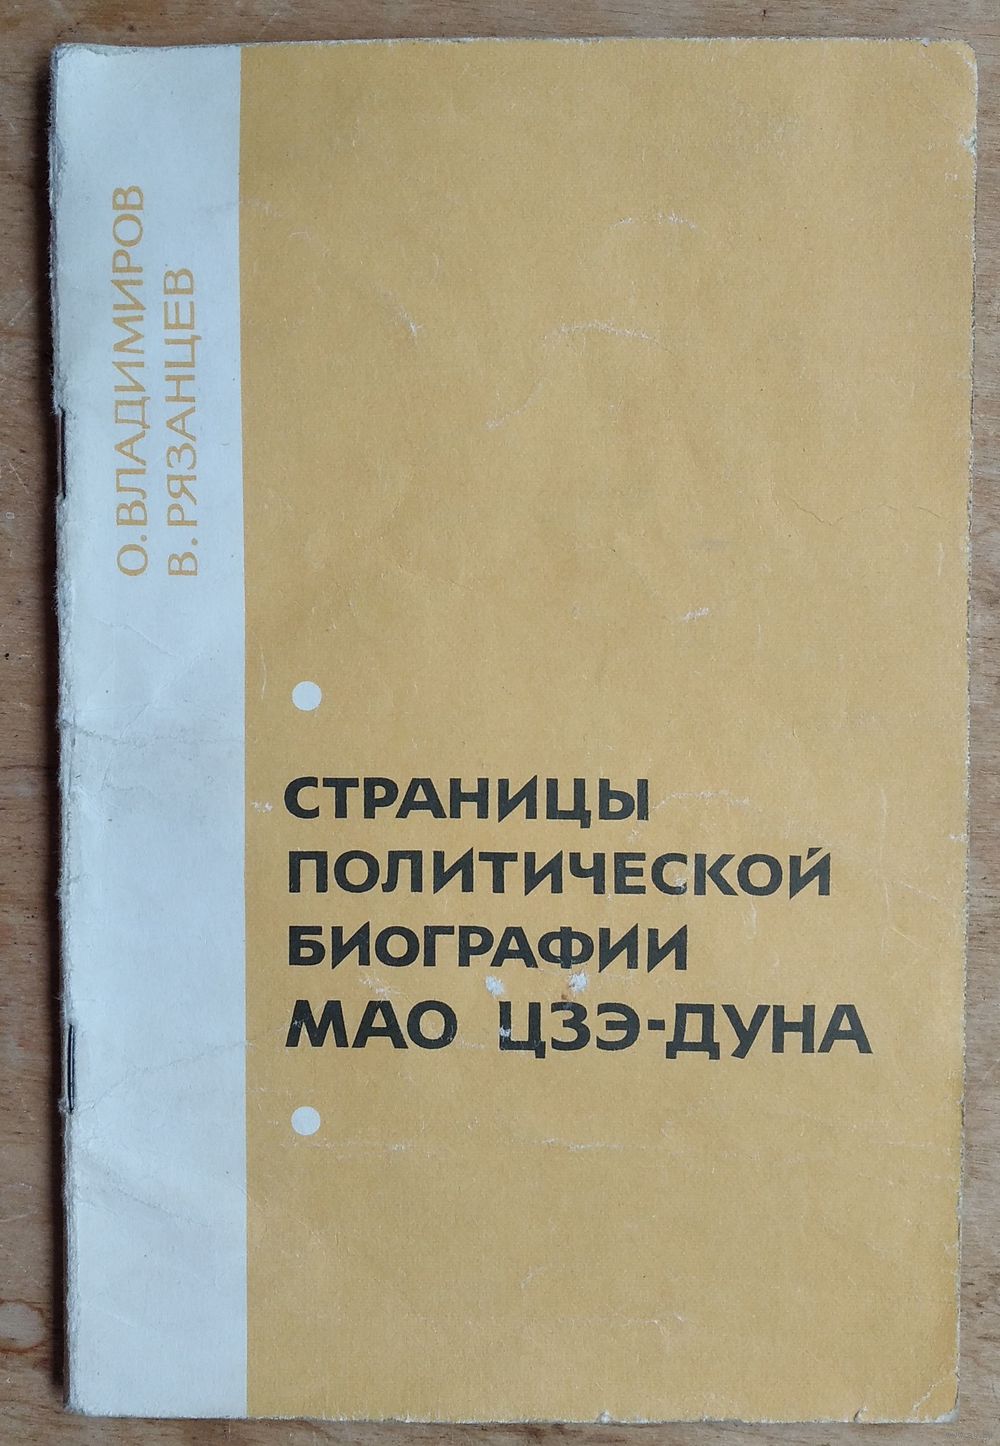 О. ВЛАДИМИРОВ
В. РЯЗАНЦЕВ
СТРАНИЦЫ
ПОЛИТИЧЕСКОЙ
БИОГРАФИИ
МАО ЦЗЭ-ДУНА